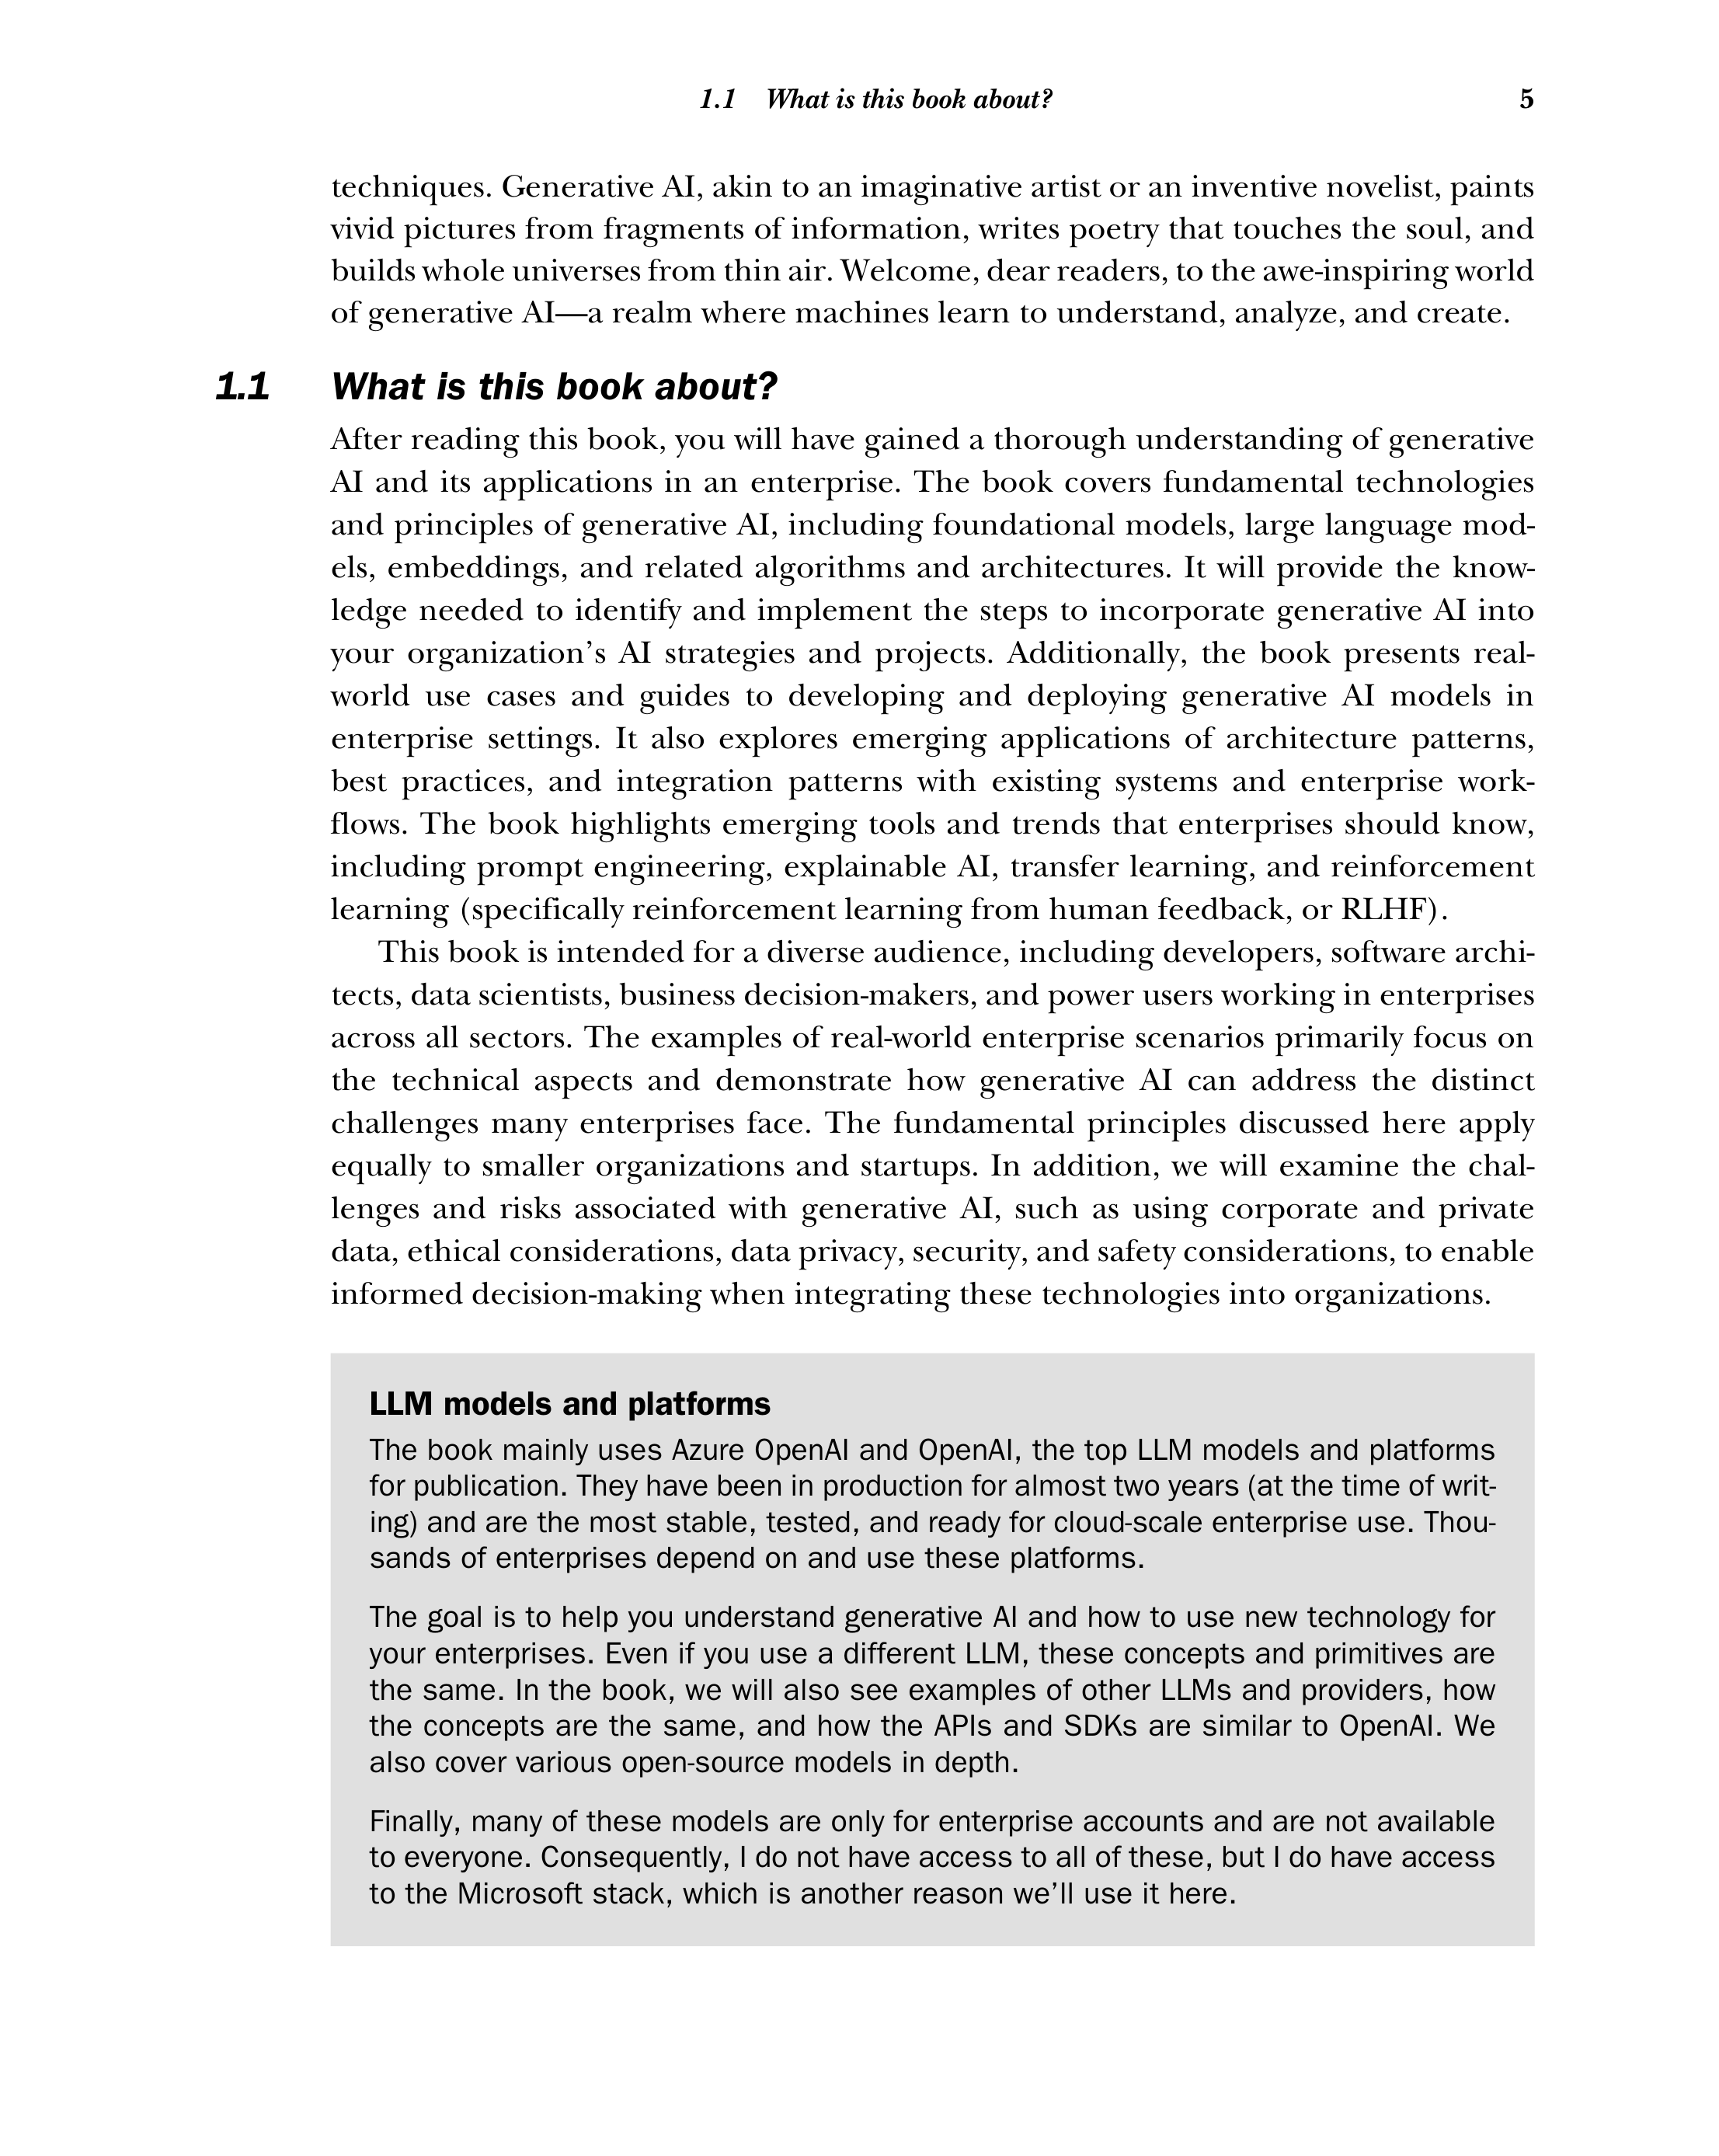 1.1 What is this book about? 5
techniques. Generative AI, akin to an imaginative artist or an inventive novelist, paints
vivid pictures from fragments of information, writes poetry that touches the soul, and
builds whole universes from thin air. Welcome, dear readers, to the awe-inspiring world
of generative AI—a realm where machines learn to understand, analyze, and create.
1.1 What is this book about?
After reading this book, you will have gained a thorough understanding of generative
AI and its applications in an enterprise. The book covers fundamental technologies
and principles of generative AI, including foundational models, large language mod-
els, embeddings, and related algorithms and architectures. It will provide the know-
ledge needed to identify and implement the steps to incorporate generative AI into
your organization’s AI strategies and projects. Additionally, the book presents real-
world use cases and guides to developing and deploying generative AI models in
enterprise settings. It also explores emerging applications of architecture patterns,
best practices, and integration patterns with existing systems and enterprise work-
flows. The book highlights emerging tools and trends that enterprises should know,
including prompt engineering, explainable AI, transfer learning, and reinforcement
learning (specifically reinforcement learning from human feedback, or RLHF).
This book is intended for a diverse audience, including developers, software archi-
tects, data scientists, business decision-makers, and power users working in enterprises
across all sectors. The examples of real-world enterprise scenarios primarily focus on
the technical aspects and demonstrate how generative AI can address the distinct
challenges many enterprises face. The fundamental principles discussed here apply
equally to smaller organizations and startups. In addition, we will examine the chal-
lenges and risks associated with generative AI, such as using corporate and private
data, ethical considerations, data privacy, security, and safety considerations, to enable
informed decision-making when integrating these technologies into organizations.
LLM models and platforms
The book mainly uses Azure OpenAI and OpenAI, the top LLM models and platforms
for publication. They have been in production for almost two years (at the time of writ-
ing) and are the most stable, tested, and ready for cloud-scale enterprise use. Thou-
sands of enterprises depend on and use these platforms.
The goal is to help you understand generative AI and how to use new technology for
your enterprises. Even if you use a different LLM, these concepts and primitives are
the same. In the book, we will also see examples of other LLMs and providers, how
the concepts are the same, and how the APIs and SDKs are similar to OpenAI. We
also cover various open-source models in depth.
Finally, many of these models are only for enterprise accounts and are not available
to everyone. Consequently, I do not have access to all of these, but I do have access
to the Microsoft stack, which is another reason we’ll use it here.